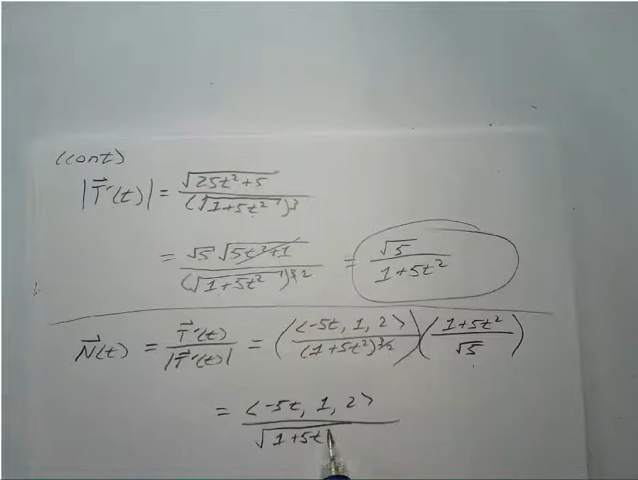 (cont)
|T⃗'(t)| = √(25t²+5) / (√(1+5t²))³
= √5 √(5t²+1) / (√(1+5t²))³ ² = √5 / (1+5t²)
N⃗(t) = T⃗'(t) / |T⃗'(t)| = (<-5t, 1, 2> / (1+5t²)^(3/2)) ((1+5t²) / √5)
= <-5t, 1, 2> / √(1+5t